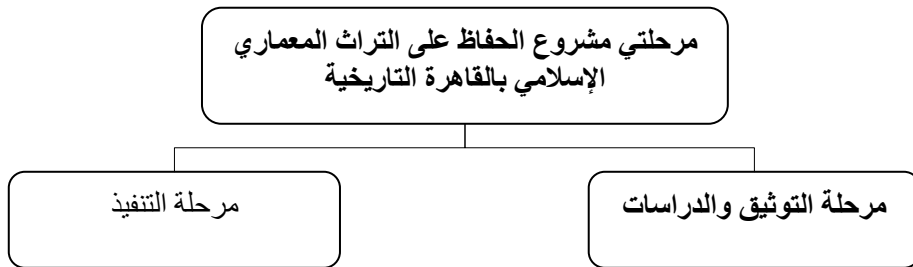 مرحلتي مشروع الحفاظ على التراث المعماري
الإسلامي بالقاهرة التاريخية
مرحلة التوثيق والدراسات
مرحلة التنفيذ